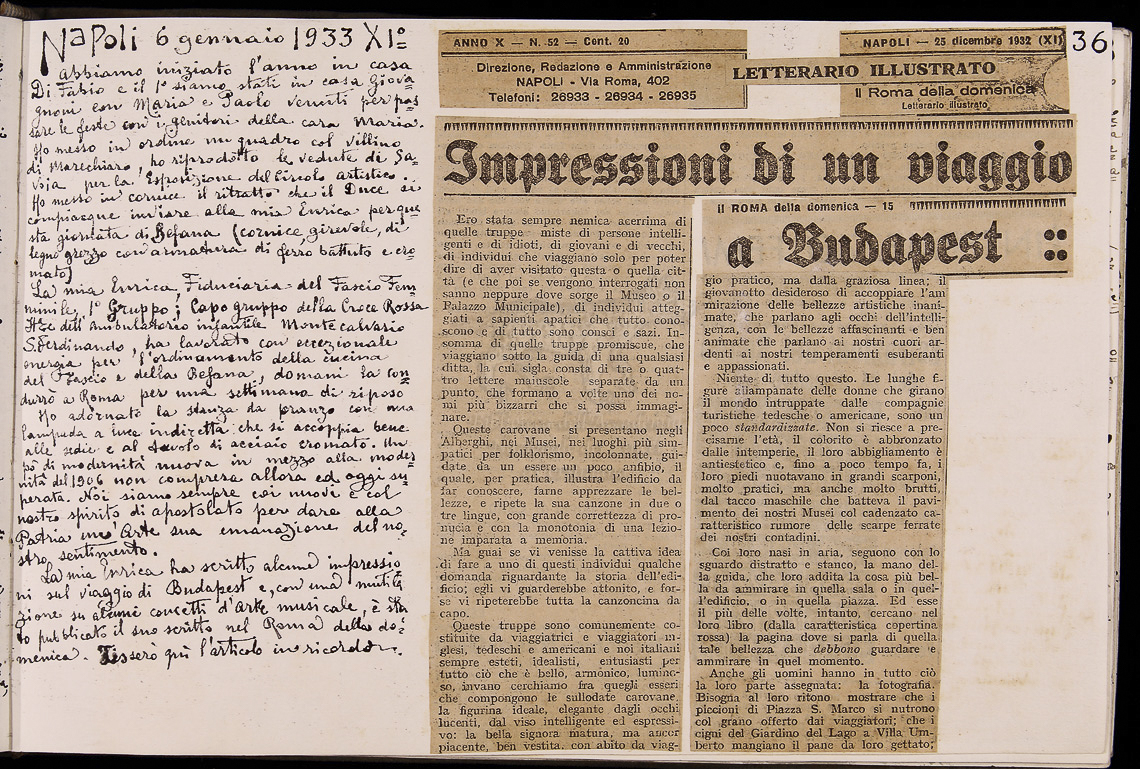 Napoli 6 gennaio 1933 XI°
Abbiamo iniziato l'anno in casa
Di Fabio e il 1° siamo stati in casa Giova=
gnoni con Maria e Paolo venuti per pas=
sare le feste con i genitori della cara Maria.
Ho messo in ordine un quadro col villino
di Marechiaro, ho riprodotto le vedute di Sa=
voia per la Esposizione del Circolo artistico.
Ho messo in cornice il ritratto che il Duce si
compiacque inviare alla mia Enrica per que=
sta giornata di Befana (cornice girevole, di
legno grezzo con armatura di ferro battuto e cro=
mato)
La mia Enrica, Fiduciaria del Fascio Fem=
minile, 1° Gruppo; Capo gruppo della Croce Rossa
dell'Ambulatorio infantile Montecalvario
S. Ferdinando, ha lavorato con eccezionale
energia per l'ordinamento della cucina
del Fascio e della Befana, domani la con=
durrò a Roma per una settimana di riposo
Ho adornato la stanza da pranzo con una
lampada a luce indiretta che si accoppia bene
alle sedie e al tavolo di acciaio cromato. Un
pò di modernità nuova in mezzo alla moder=
nità del 1906 non compresa allora ed oggi su=
perata. Noi siamo sempre coi nuovi e col
nostro spirito di apostolato per dare alla
Patria un'Arte sua emanazione del no=
stro sentimento.
La mia Enrica ha scritto alcune impressio=
ni sul viaggio di Budapest e, con una mutila=
zione su alcuni concetti d'arte musicale, è sta=
to pubblicato il suo scritto nel Roma della do=
menica. Tessero quì l'articolo in ricordo.
36
ANNO X — N. 52 — Cent. 20
Direzione, Redazione e Amministrazione
NAPOLI - Via Roma, 402
Telefoni: 26933 - 26934 - 26935
NAPOLI — 25 dicembre 1932 (XI)
LETTERARIO ILLUSTRATO
Il Roma della domenica
Letterario illustrato
Impressioni di un viaggio
il ROMA della domenica — 15
a Budapest
Ero stata sempre nemica acerrima di
quelle truppe miste di persone intelli-
genti e di idioti, di giovani e di vecchi,
di individui che viaggiano solo per poter
dire di aver visitato questa o quella cit-
tà (e che poi se vengono interrogati non
sanno neppure dove sorge il Museo o il
Palazzo Municipale), di individui atteg-
giati a sapienti apatici che tutto cono-
scono e di tutto sono consci e sazi. In-
somma di quelle truppe promiscue, che
viaggiano sotto la guida di una qualsiasi
ditta, la cui sigla consta di tre o quat-
tro lettere maiuscole separate da un
punto, che formano a volte uno dei no-
mi più bizzarri che si possa immagi-
nare.
Queste carovane si presentano negli
Alberghi, nei Musei, nei luoghi più sim-
patici per folklorismo, incolonnate, gui-
date da un essere un poco anfibio, il
quale, per pratica, illustra l'edificio da
far conoscere, farne apprezzare le bel-
lezze, e ripete la sua canzone in due o
tre lingue, con grande correttezza di pro-
nucia e con la monotonia di una lezio-
ne imparata a memoria.
Ma guai se vi venisse la cattiva idea
di fare a uno di questi individui qualche
domanda riguardante la storia dell'edi-
ficio; egli vi guarderebbe attonito, e for-
se vi ripeterebbe tutta la canzoncina da
capo.
Queste truppe sono comunemente co-
stituite da viaggiatrici e viaggiatori in-
glesi, tedeschi e americani e noi italiani
sempre esteti, idealisti, entusiasti per
tutto ciò che è bello, armonico, lumino-
so, invano cerchiamo fra quegli esseri
che compongono le sullodate carovane,
la figurina ideale, elegante dagli occhi
lucenti, dal viso intelligente ed espressi-
vo: la bella signora matura, ma ancor
piacente, ben vestita, con abito da viag-
gio pratico, ma dalla graziosa linea; il
giovanotto desideroso di accoppiare l'am
mirazione delle bellezze artistiche inani-
mate, che parlano agli occhi dell'intelli-
genza, con le bellezze affascinanti e ben
animate che parlano ai nostri cuori ar-
denti ai nostri temperamenti esuberanti
e appassionati.
Niente di tutto questo. Le lunghe fi-
gure allampanate delle donne che girano
il mondo intruppate dalle compagnie
turistiche tedesche o americane, sono un
poco standardizzate. Non si riesce a pre-
cisarne l'età, il colorito è abbronzato
dalle intemperie, il loro abbigliamento è
antiestetico e, fino a poco tempo fa, i
loro piedi nuotavano in grandi scarponi,
molto pratici, ma anche molto brutti,
dal tacco maschile che batteva il pavi-
mento dei nostri Musei col cadenzato ca-
ratteristico rumore delle scarpe ferrate
dei nostri contadini.
Coi loro nasi in aria, seguono con lo
sguardo distratto e stanco, la mano del-
la guida, che loro addita la cosa più bel-
la da ammirare in quella sala o in quel-
l'edificio, o in quella piazza. Ed esse
il più delle volte, intanto, cercano nel
loro libro (dalla caratteristica copertina
rossa) la pagina dove si parla di quella
tale bellezza che debbono guardare e
ammirare in quel momento.
Anche gli uomini hanno in tutto ciò
la loro parte assegnata: la fotografia.
Bisogna al loro ritono mostrare che i
piccioni di Piazza S. Marco si nutrono
col grano offerto dai viaggiatori; che i
cigni del Giardino del Lago a Villa Um-
berto mangiano il pane da loro gettato;